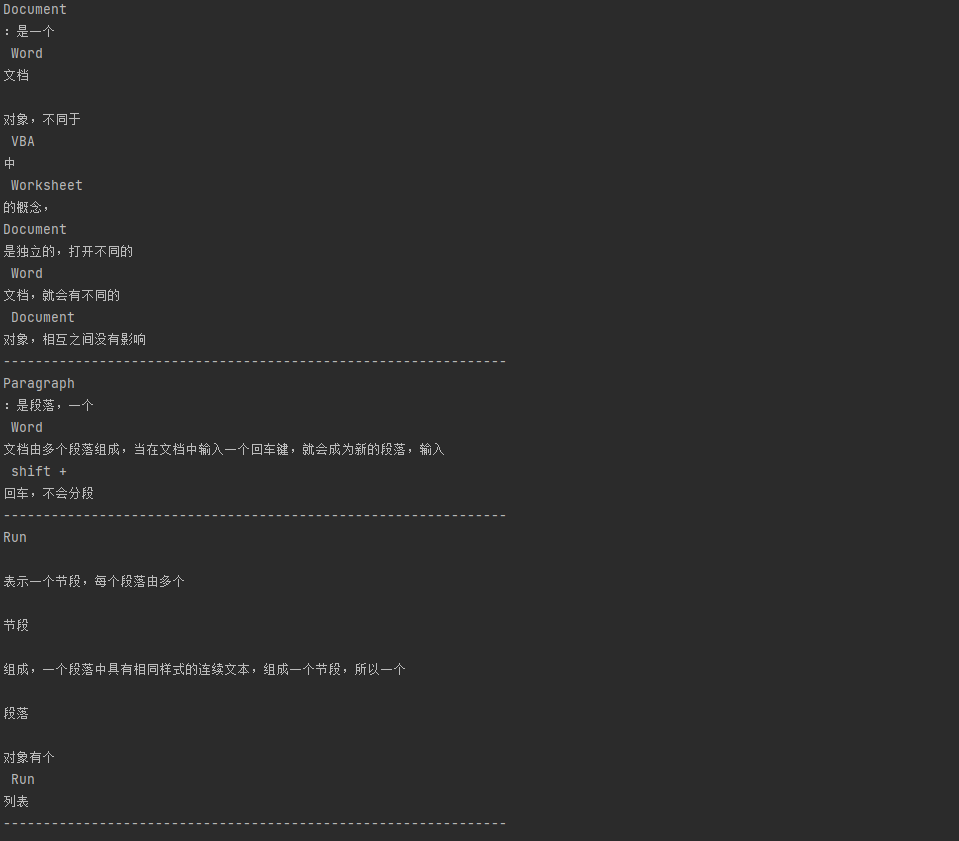 Document
：是一个
Word
文档
对象，不同于
VBA
中
Worksheet
的概念，
Document
是独立的，打开不同的
Word
文档，就会有不同的
Document
对象，相互之间没有影响
---------------------------------------------------------------
Paragraph
：是段落，一个
Word
文档由多个段落组成，当在文档中输入一个回车键，就会成为新的段落，输入
shift +
回车，不会分段
---------------------------------------------------------------
Run
表示一个节段，每个段落由多个
节段
组成，一个段落中具有相同样式的连续文本，组成一个节段，所以一个
段落
对象有个
Run
列表
---------------------------------------------------------------